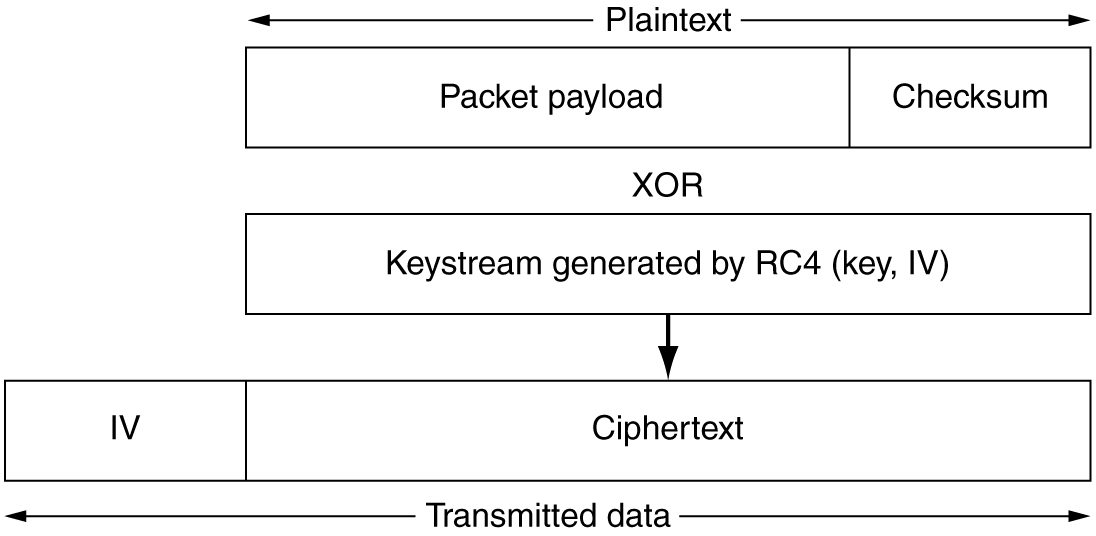 Plaintext
Packet payload
Checksum
XOR
Keystream generated by RC4 (key, IV)
IV
Ciphertext
Transmitted data